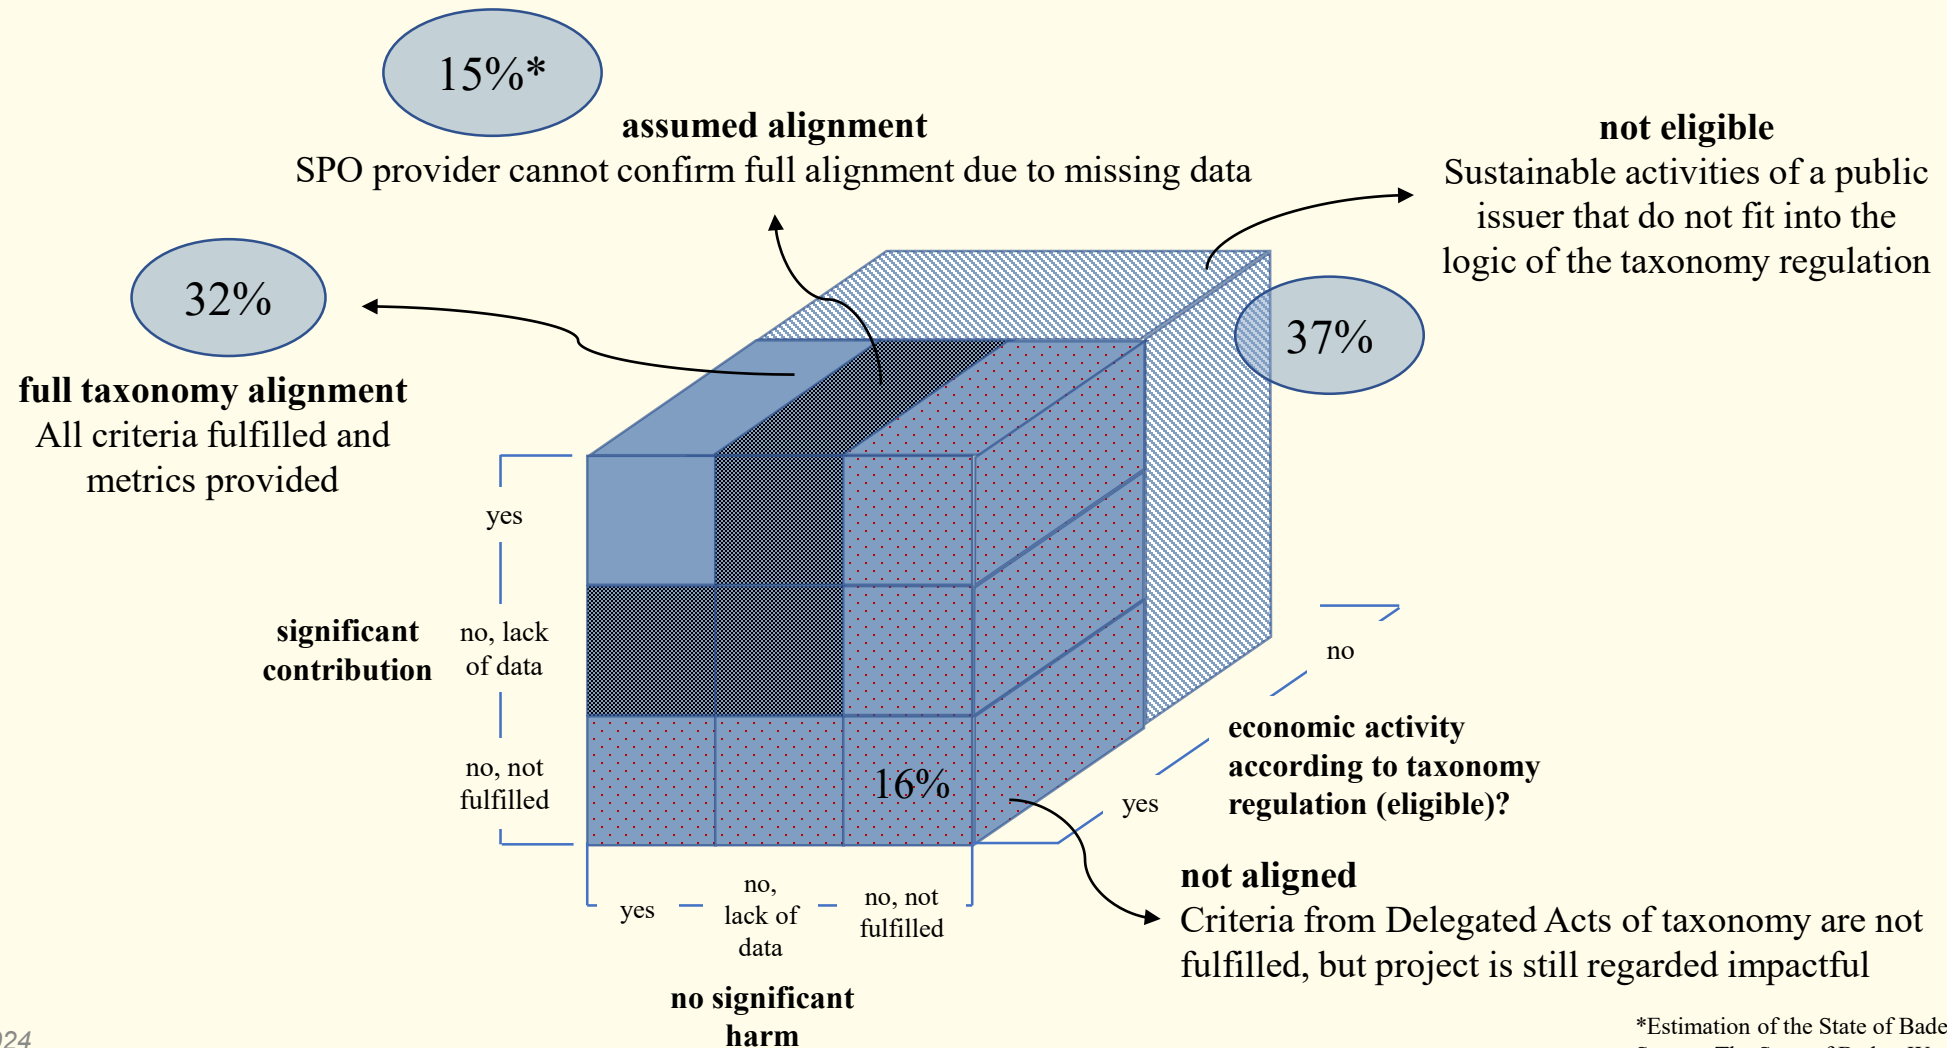 15%*
assumed alignment
SPO provider cannot confirm full alignment due to missing data
not eligible
Sustainable activities of a public
issuer that do not fit into the
logic of the taxonomy regulation
37%
32%
full taxonomy alignment
All criteria fulfilled and
metrics provided
yes
significant
contribution
no, lack
of data
no, not
fulfilled
16%
no
economic activity
according to taxonomy
regulation (eligible)?
yes
yes
no,
lack of
data
no, not
fulfilled
no significant
harm
not aligned
Criteria from Delegated Acts of taxonomy are not
fulfilled, but project is still regarded impactful
*Estimation of the State of Bade
024